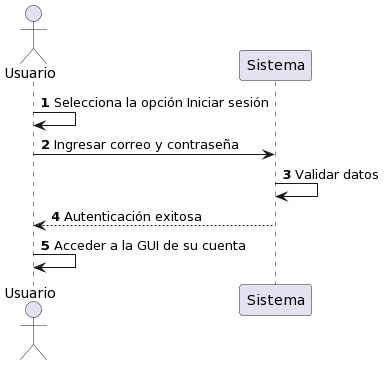 Usuario
Sistema
1 Selecciona la opción Iniciar sesión
2 Ingresar correo y contraseña
3 Validar datos
4 Autenticación exitosa
5 Acceder a la GUI de su cuenta
Usuario
Sistema